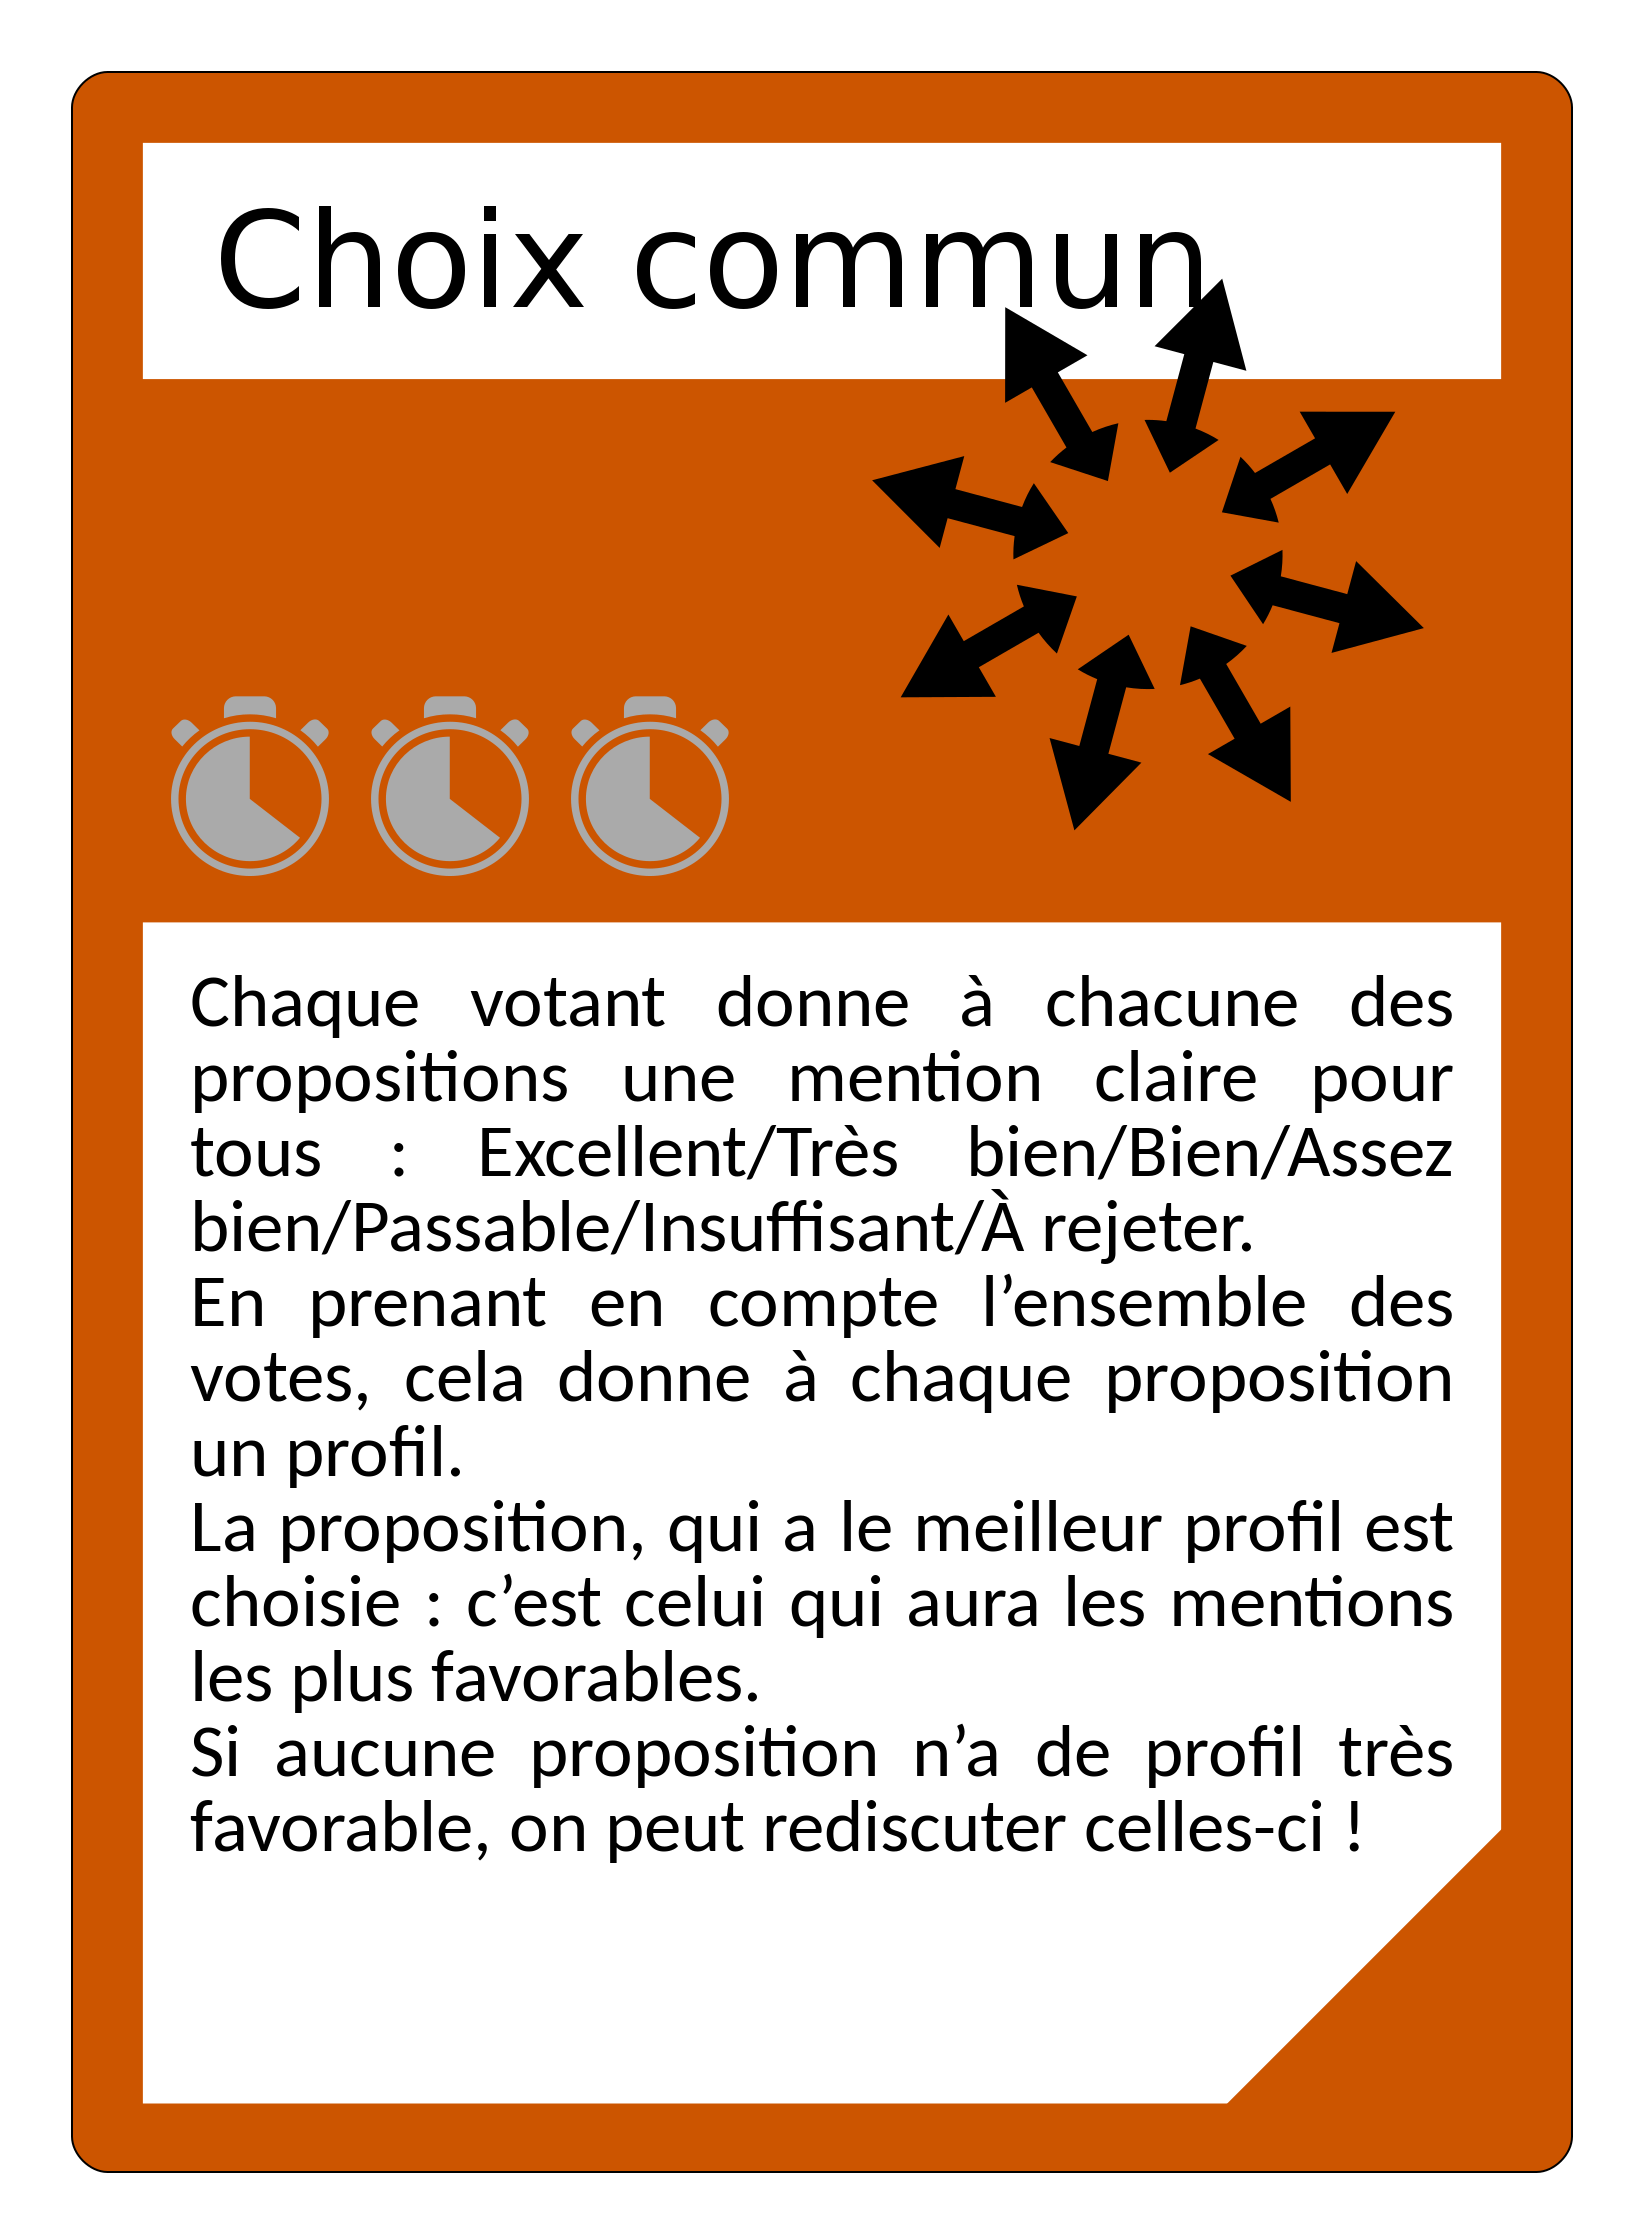 Choix commun
Chaque votant donne à chacune des
propositions une mention claire pour
tous : Excellent/Très bien/Bien/Assez
bien/Passable/Insuffisant/À rejeter.
En prenant en compte l’ensemble des
votes, cela donne à chaque proposition
un profil.
La proposition, qui a le meilleur profil est
choisie : c’est celui qui aura les mentions
les plus favorables.
Si aucune proposition n’a de profil très
favorable, on peut rediscuter celles-ci !